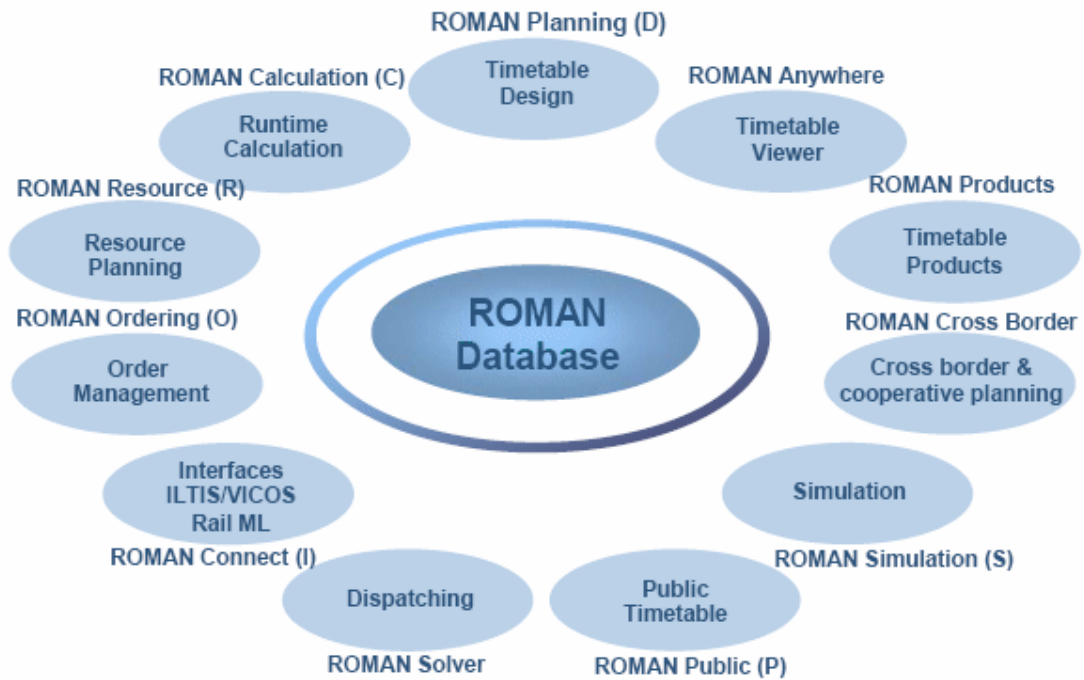 ROMAN Planning (D)
Timetable
Design
ROMAN Calculation (C)
Runtime
Calculation
ROMAN Anywhere
Timetable
Viewer
ROMAN Resource (R)
Resource
Planning
ROMAN Products
Timetable
Products
ROMAN
Database
ROMAN Ordering (O)
Order
Management
ROMAN Cross Border
Cross border &
cooperative planning
Interfaces
ILTIS/VICOS
Rail ML
ROMAN Connect (I)
Simulation
ROMAN Simulation (S)
Dispatching
ROMAN Solver
Public
Timetable
ROMAN Public (P)